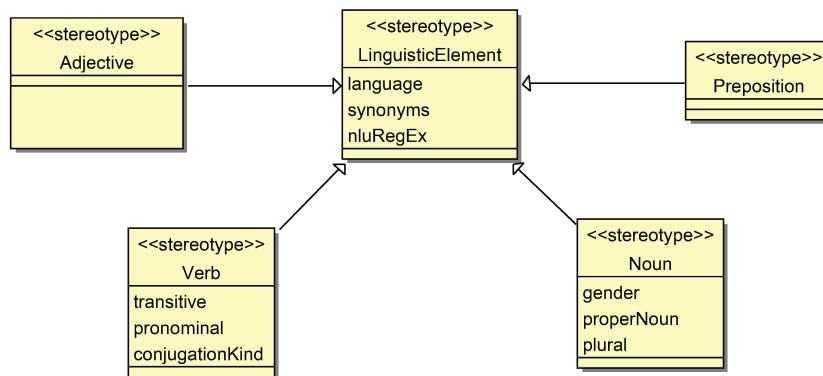 <<stereotype>>
Adjective
<<stereotype>>
LinguisticElement
language
synonyms
nluRegEx
<<stereotype>>
Preposition
<<stereotype>>
Verb
transitive
pronominal
conjugationKind
<<stereotype>>
Noun
gender
properNoun
plural